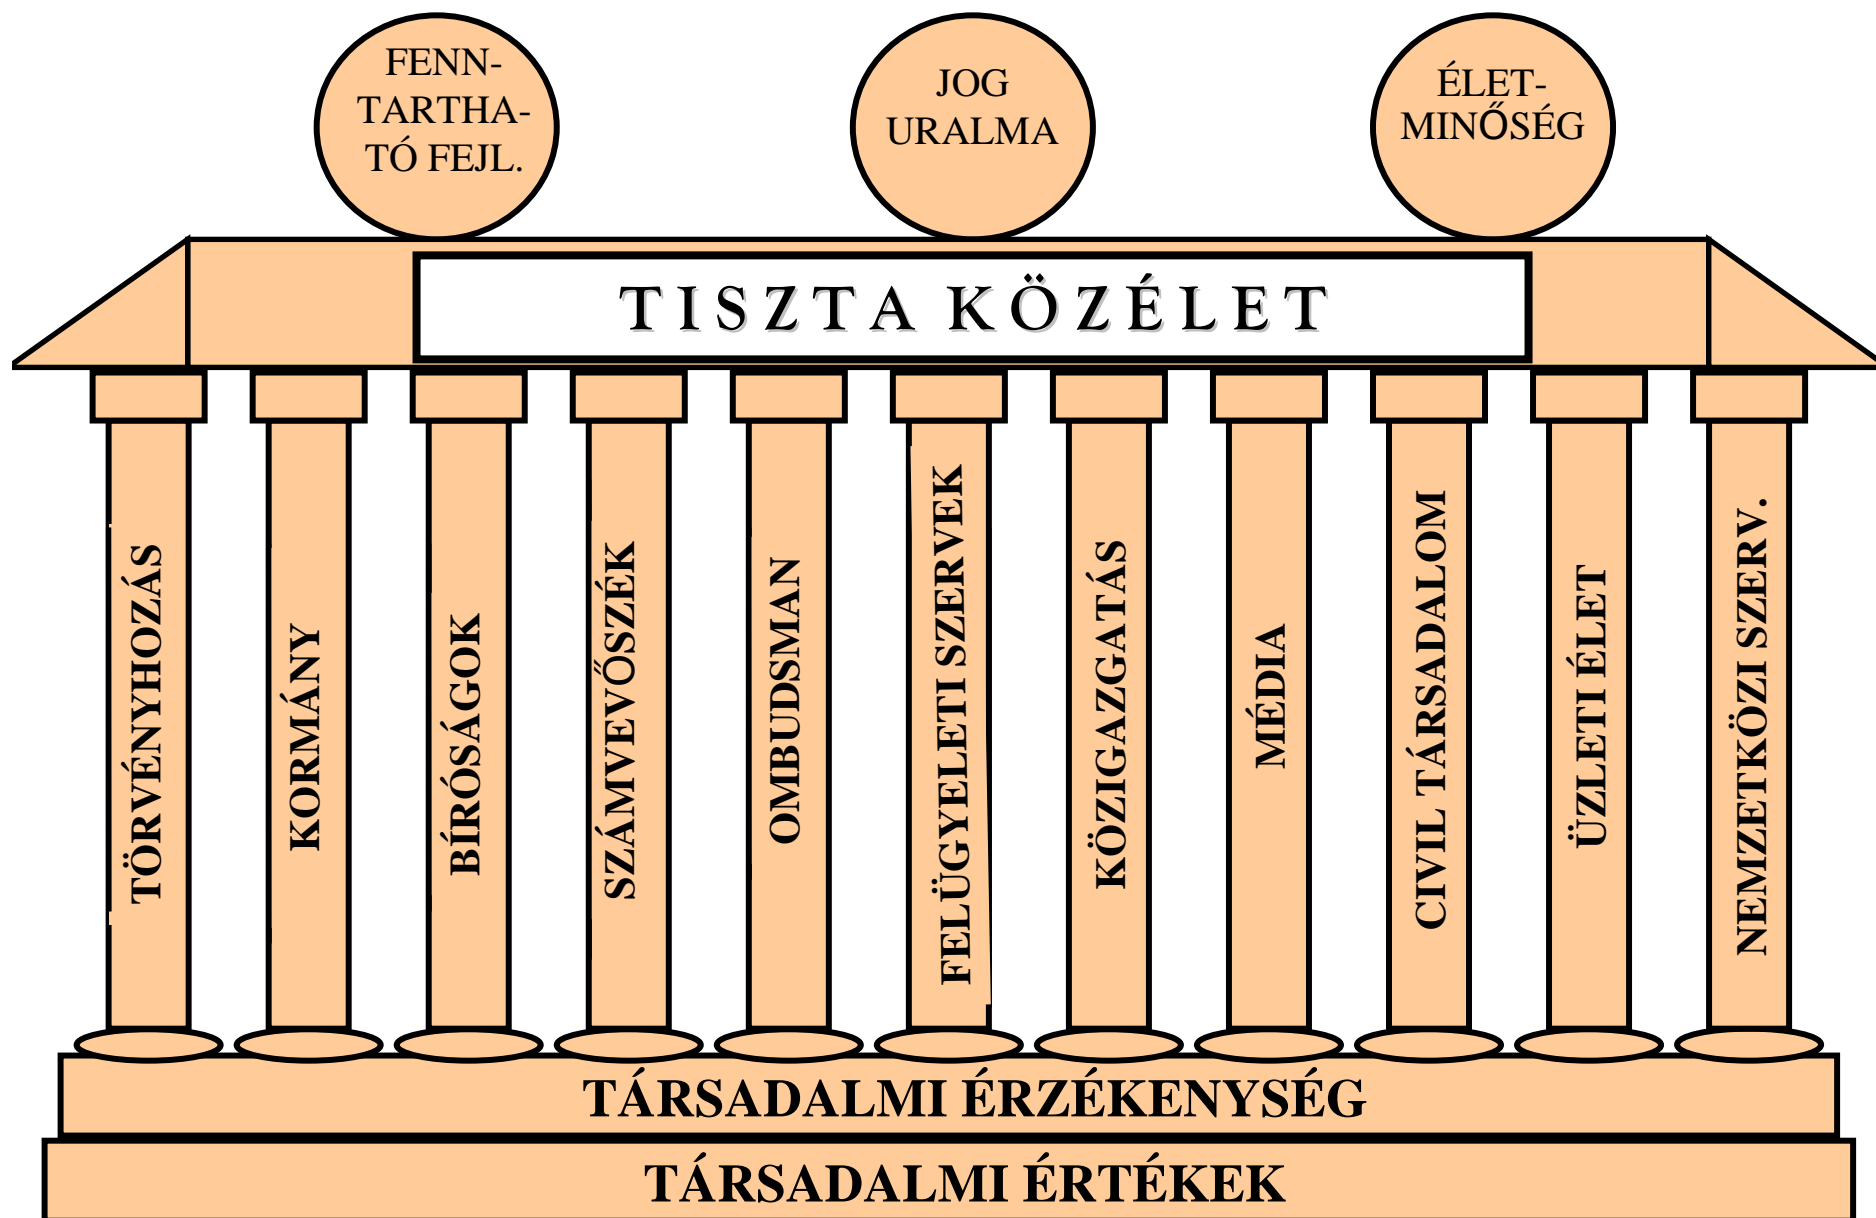 FENN-
TARTHA-
TÓ FEJL.
JOG
URALMA
ÉLET-
MINŐSÉG
TISZTA KÖZÉLET
TÖRVÉNYHOZÁS
KORMÁNY
BÍRÓSÁGOK
SZÁMVEVŐSZÉK
OMBUDSMAN
FELÜGYELETI SZERVEK
KÖZIGAZGATÁS
MÉDIA
CIVIL TÁRSADALOM
ÜZLETI ÉLET
NEMZETKÖZI SZERV.
TÁRSADALMI ÉRZÉKENYSÉG
TÁRSADALMI ÉRTÉKEK